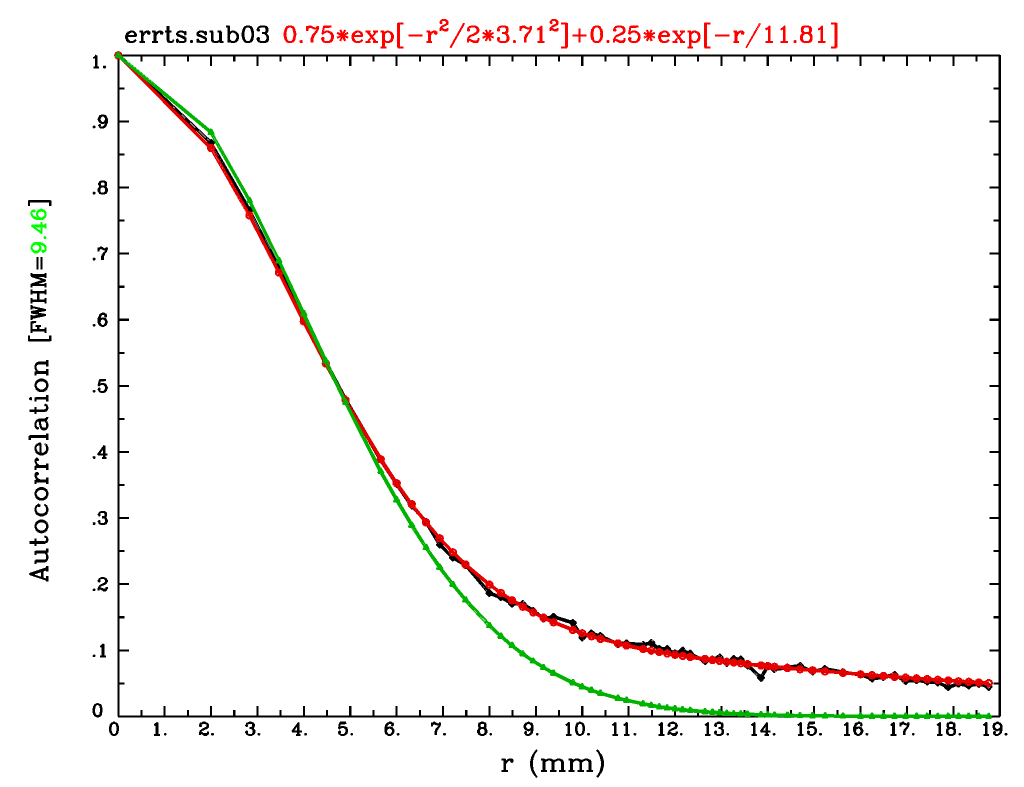 errts.sub03 0.75*exp[-r²/2*3.71²]+0.25*exp[-r/11.81]
1.
.9
.8
.7
.6
.5
.4
.3
.2
.1
0
Autocorrelation [FWHM=9.46]
0. 1. 2. 3. 4. 5. 6. 7. 8. 9. 10. 11. 12. 13. 14. 15. 16. 17. 18. 19.
r (mm)